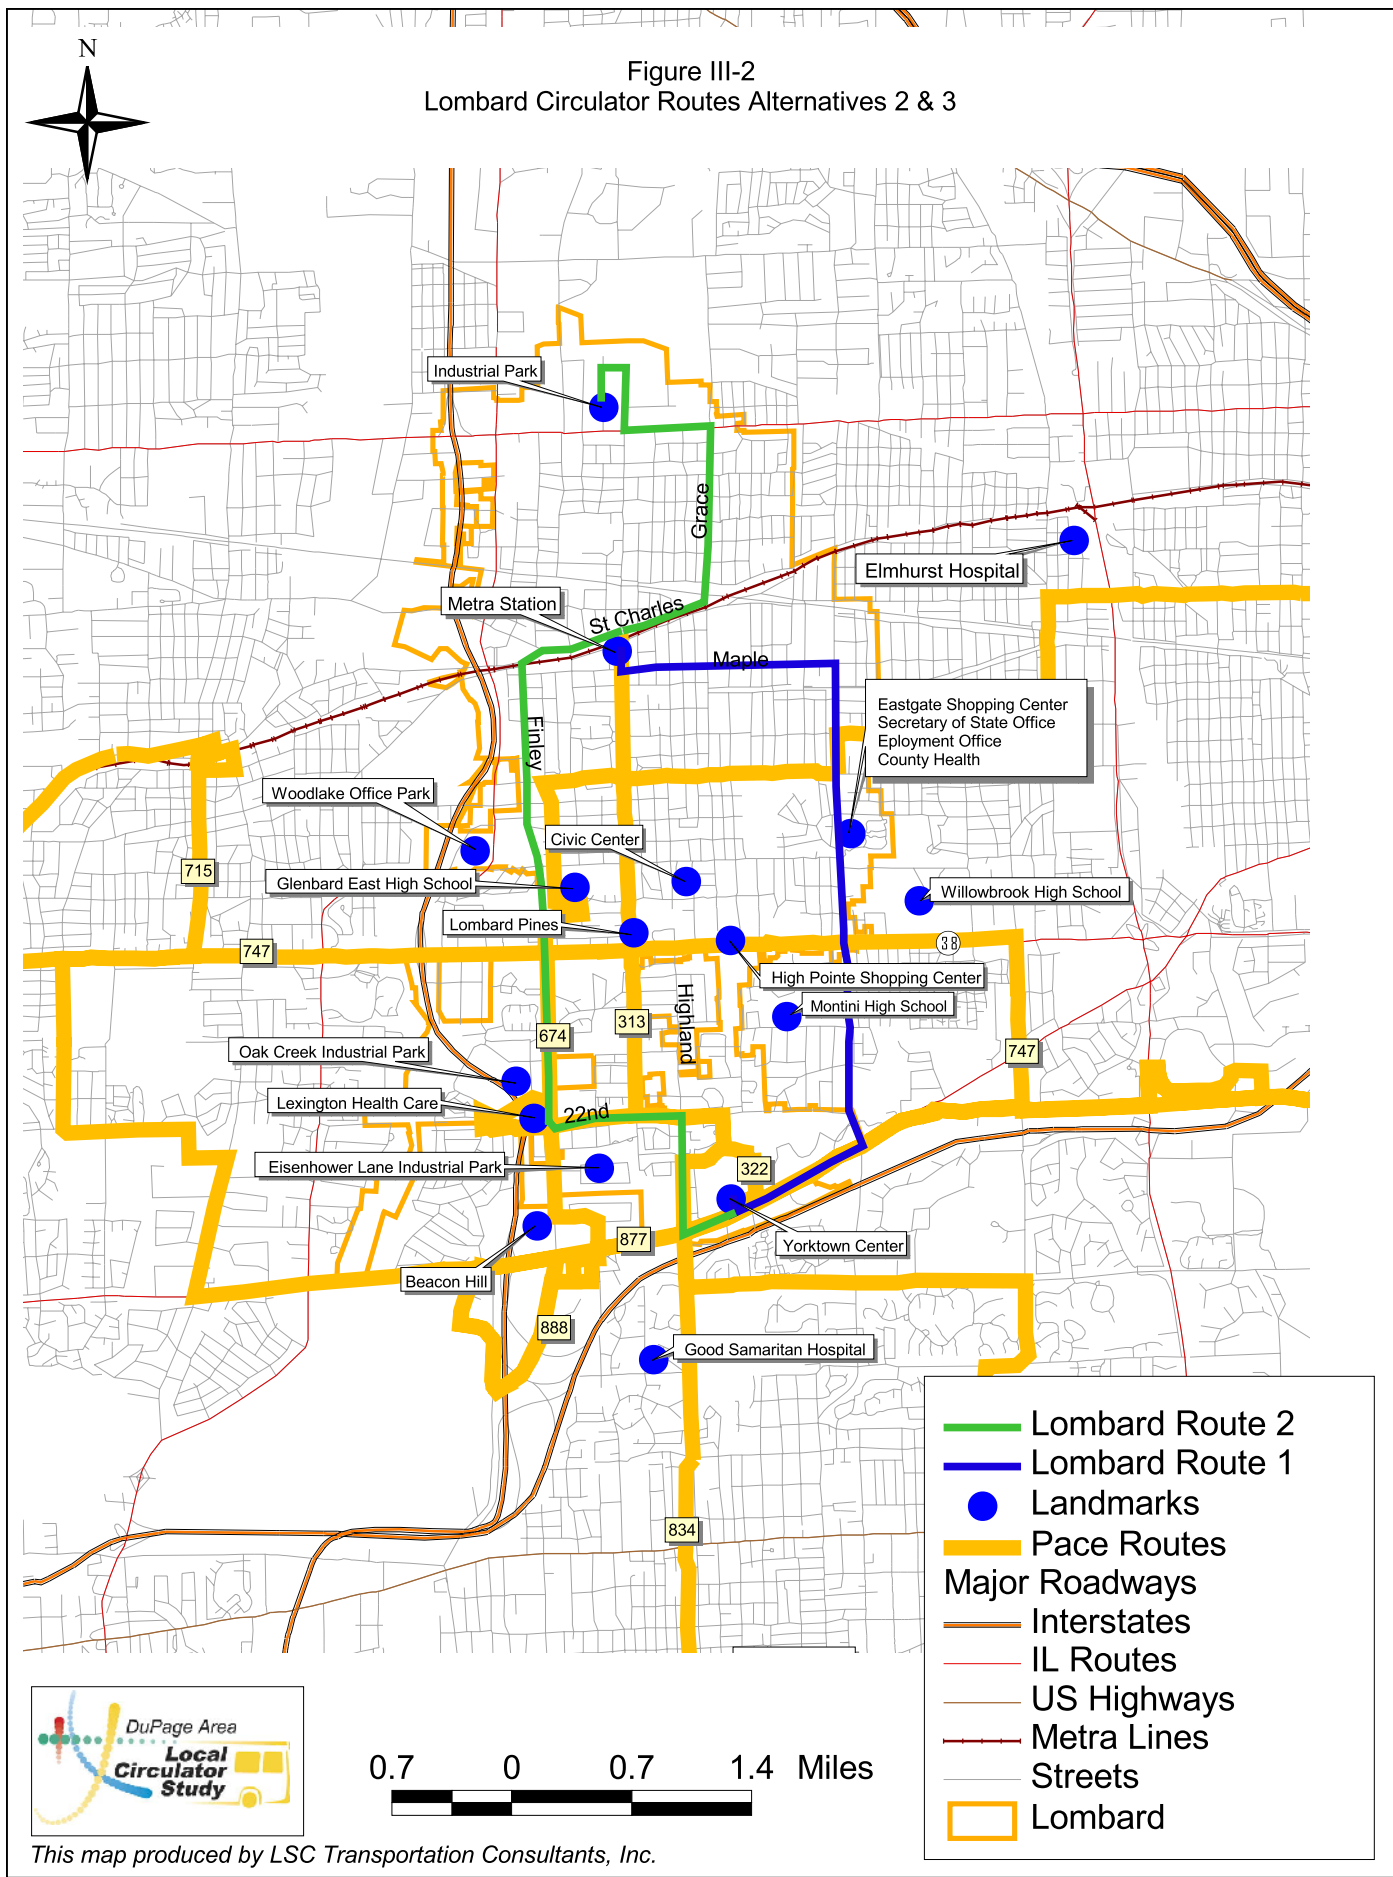 N
Figure III-2
Lombard Circulator Routes Alternatives 2 & 3
Industrial Park
Grace
Elmhurst Hospital
Metra Station
St Charles
Maple
Eastgate Shopping Center
Secretary of State Office
Eployment Office
County Health
Finley
Woodlake Office Park
Civic Center
715
Glenbard East High School
Willowbrook High School
Lombard Pines
747
38
High Pointe Shopping Center
Highland
Montini High School
674
313
747
Oak Creek Industrial Park
Lexington Health Care
22nd
Eisenhower Lane Industrial Park
322
877
Yorktown Center
Beacon Hill
888
Good Samaritan Hospital
834
Lombard Route 2
Lombard Route 1
Landmarks
Pace Routes
Major Roadways
Interstates
IL Routes
US Highways
Metra Lines
Streets
Lombard
DuPage Area
Local
Circulator
Study
0.7 0 0.7 1.4 Miles
This map produced by LSC Transportation Consultants, Inc.